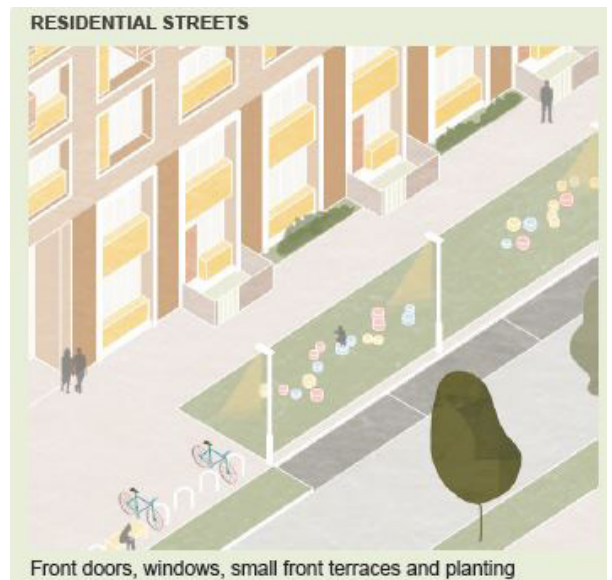 RESIDENTIAL STREETS
Front doors, windows, small front terraces and planting